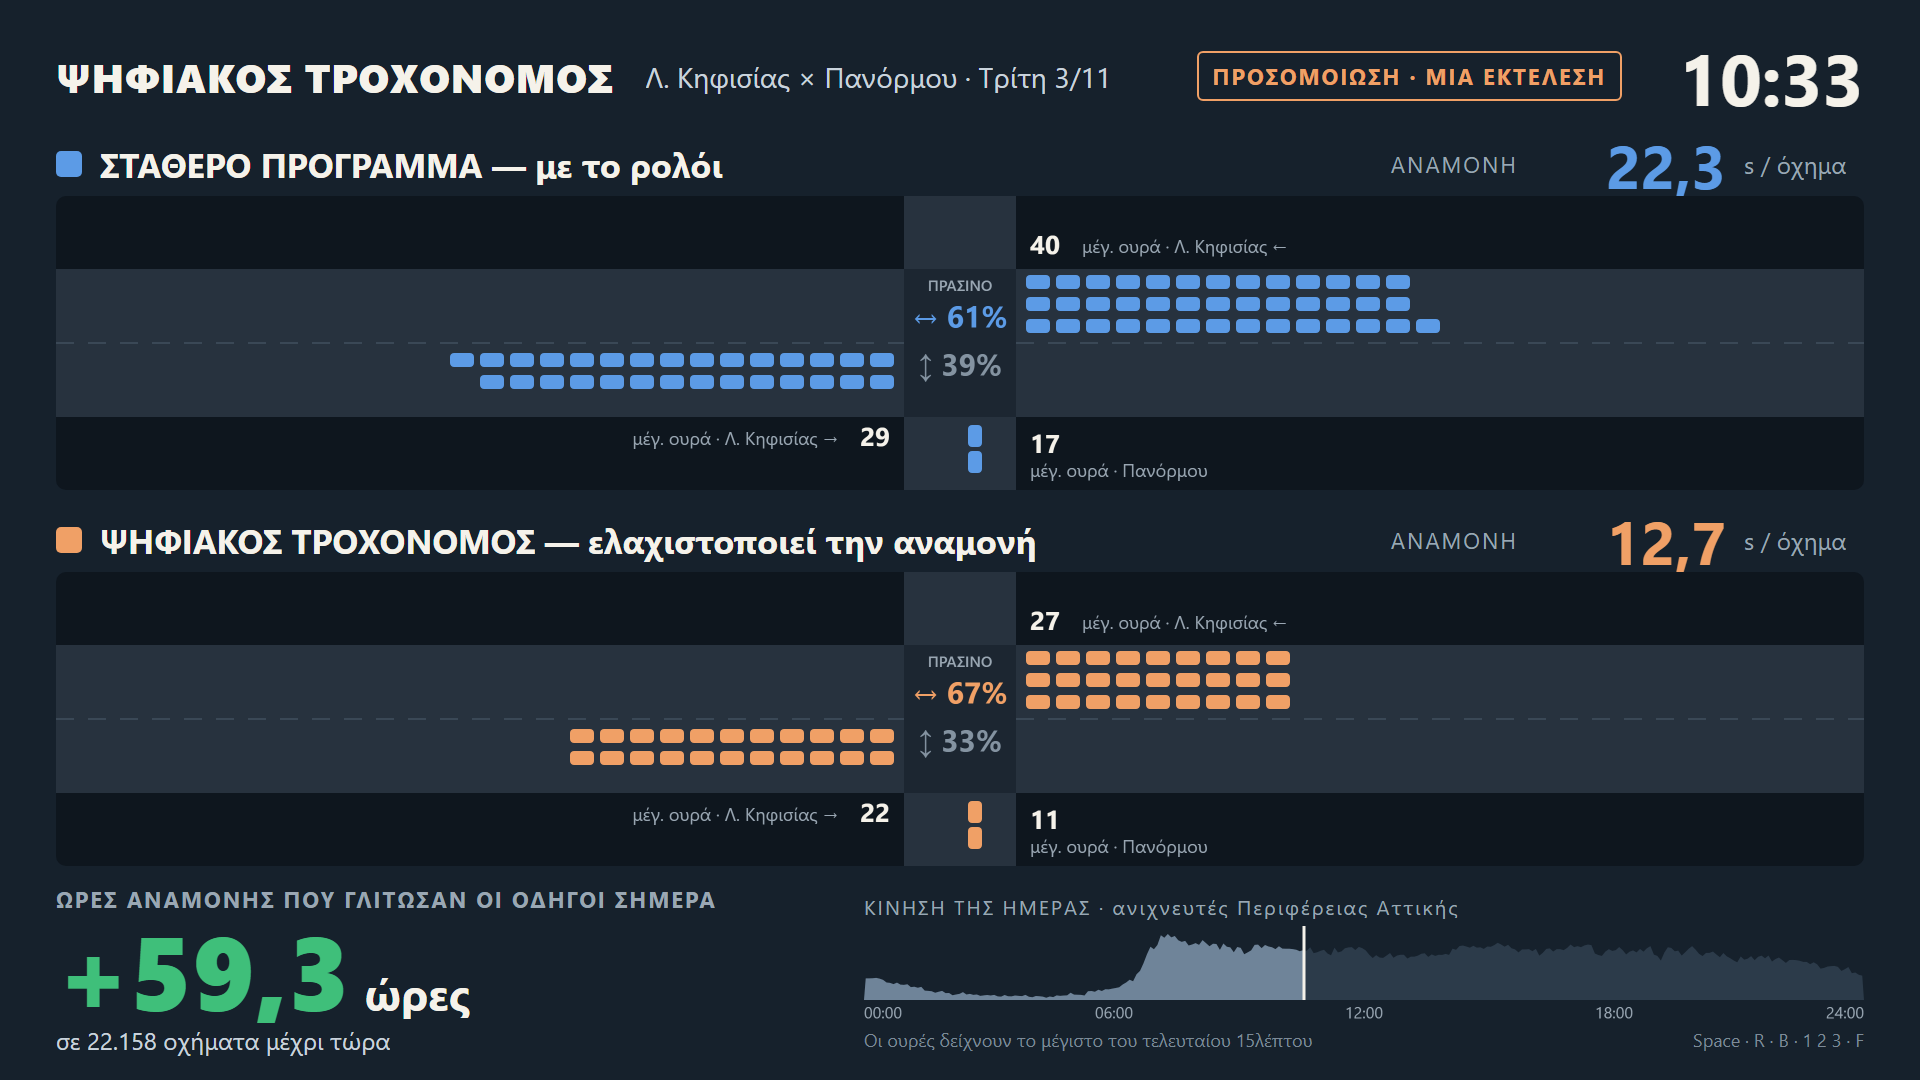 ΨΗΦΙΑΚΟΣ ΤΡΟΧΟΝΟΜΟΣ Λ. Κηφισίας × Πανόρμου · Τρίτη 3/11 ΠΡΟΣΟΜΟΙΩΣΗ · ΜΙΑ ΕΚΤΕΛΕΣΗ 10:33
ΣΤΑΘΕΡΟ ΠΡΟΓΡΑΜΜΑ — με το ρολόι ΑΝΑΜΟΝΗ 22,3 s / όχημα
40 μέγ. ουρά · Λ. Κηφισίας ←
ΠΡΑΣΙΝΟ
↔ 61%
↕ 39%
μέγ. ουρά · Λ. Κηφισίας → 29
17
μέγ. ουρά · Πανόρμου
ΨΗΦΙΑΚΟΣ ΤΡΟΧΟΝΟΜΟΣ — ελαχιστοποιεί την αναμονή ΑΝΑΜΟΝΗ 12,7 s / όχημα
27 μέγ. ουρά · Λ. Κηφισίας ←
ΠΡΑΣΙΝΟ
↔ 67%
↕ 33%
μέγ. ουρά · Λ. Κηφισίας → 22
11
μέγ. ουρά · Πανόρμου
ΩΡΕΣ ΑΝΑΜΟΝΗΣ ΠΟΥ ΓΛΙΤΩΣΑΝ ΟΙ ΟΔΗΓΟΙ ΣΗΜΕΡΑ
+59,3 ώρες
σε 22.158 οχήματα μέχρι τώρα
ΚΙΝΗΣΗ ΤΗΣ ΗΜΕΡΑΣ · ανιχνευτές Περιφέρειας Αττικής
00:00 06:00 12:00 18:00 24:00
Οι ουρές δείχνουν το μέγιστο του τελευταίου 15λέπτου
Space · R · B · 1 2 3 · F